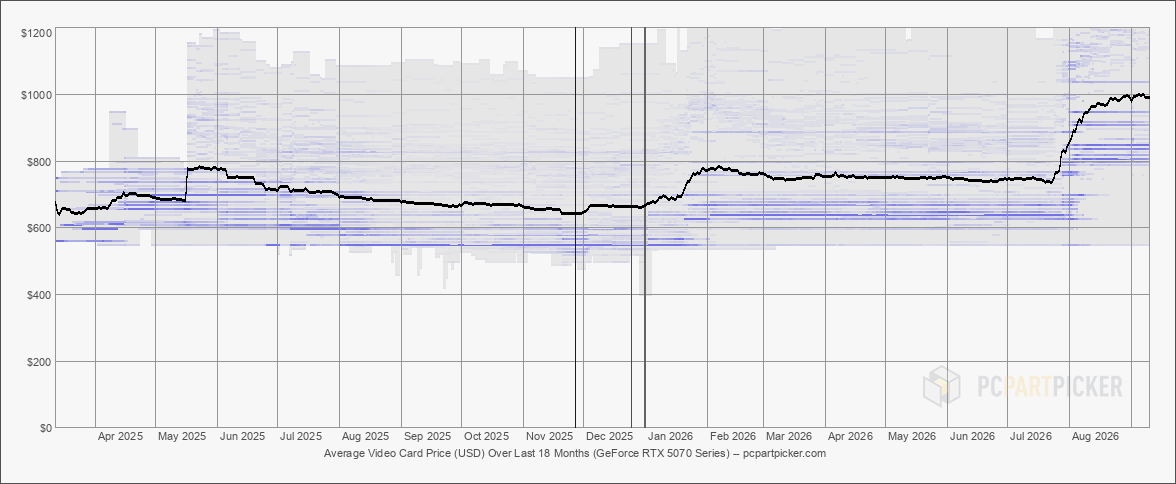 $1200
$1000
$800
$600
$400
$200
$0
PCPARTPICKER
Apr 2025 May 2025 Jun 2025 Jul 2025 Aug 2025 Sep 2025 Oct 2025 Nov 2025 Dec 2025 Jan 2026 Feb 2026 Mar 2026 Apr 2026 May 2026 Jun 2026 Jul 2026 Aug 2026
Average Video Card Price (USD) Over Last 18 Months (GeForce RTX 5070 Series) -- pcpartpicker.com